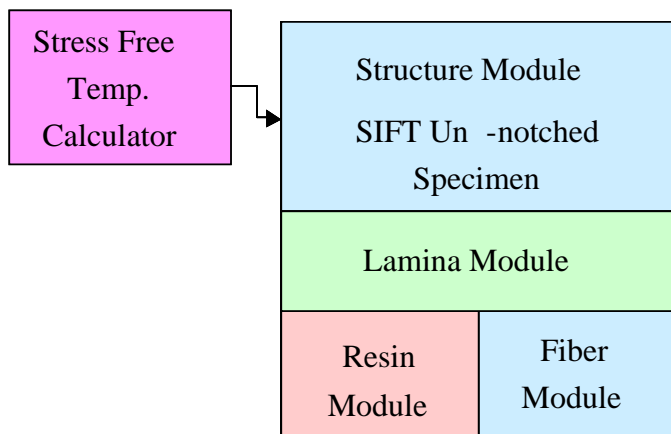 Stress Free
Temp.
Calculator
Structure Module
SIFT Un -notched
Specimen
Lamina Module
Resin
Module
Fiber
Module